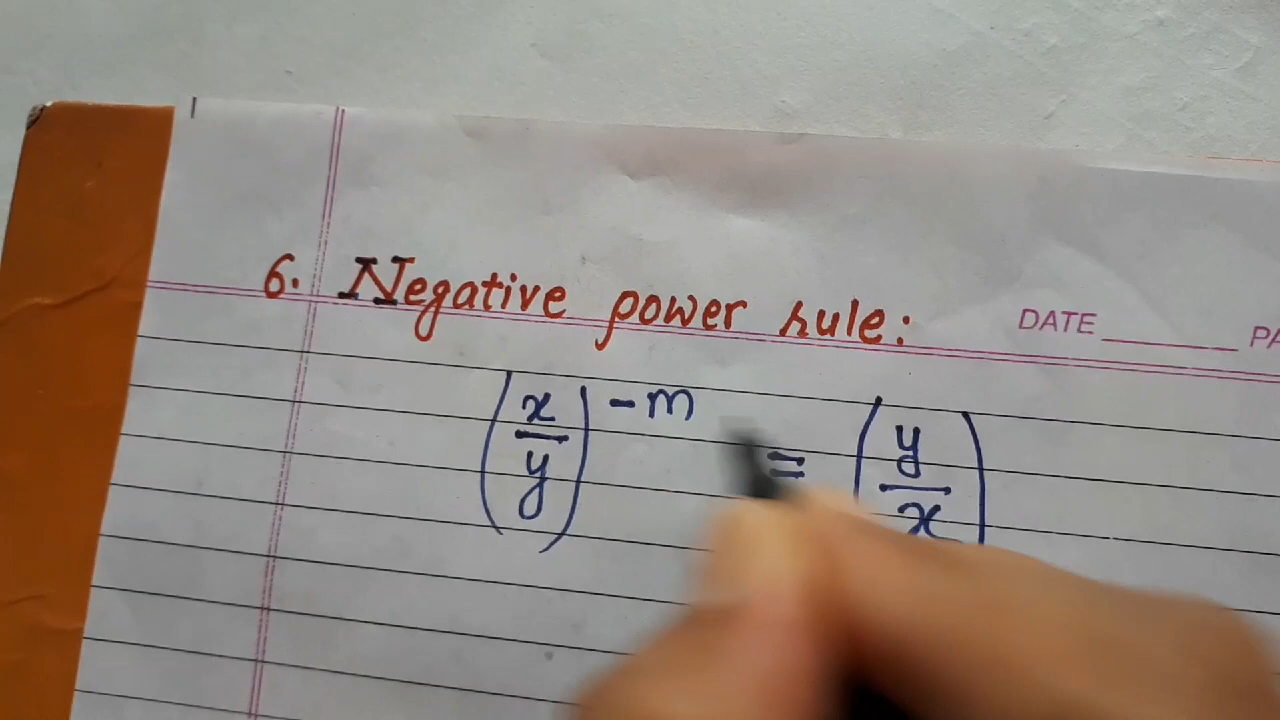 6. Negative power rule:
DATE
(x/y)^-m = (y/x)